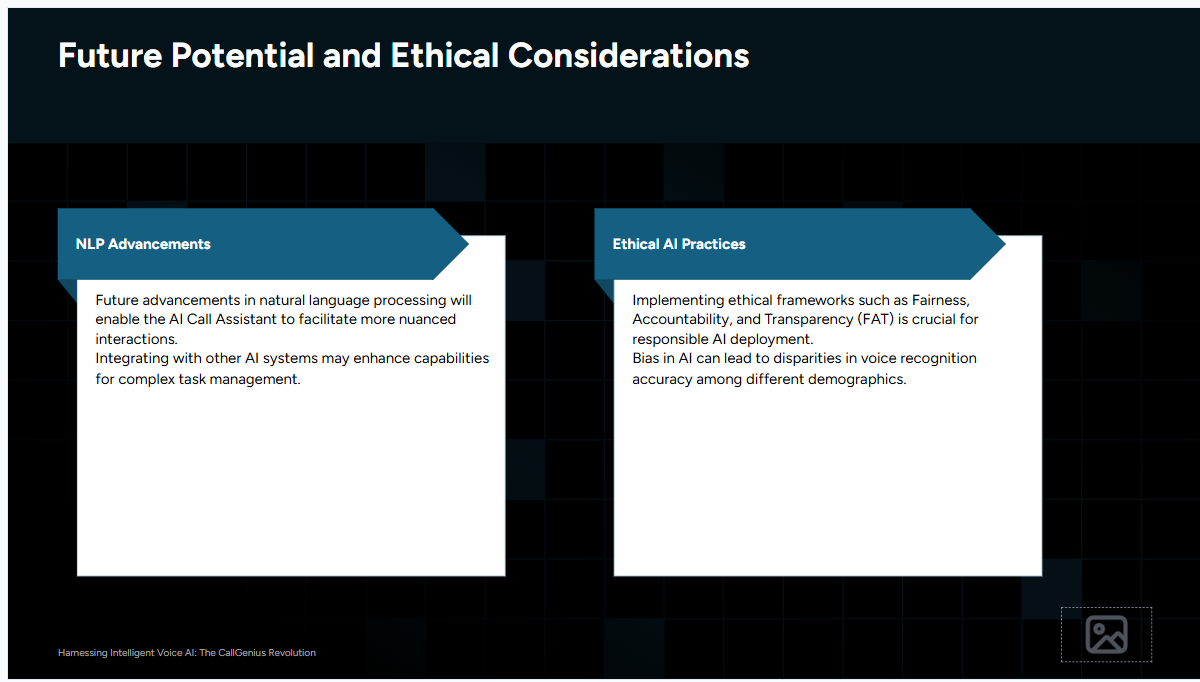 Future Potential and Ethical Considerations
NLP Advancements
Future advancements in natural language processing will
enable the AI Call Assistant to facilitate more nuanced
interactions.
Integrating with other AI systems may enhance capabilities
for complex task management.
Ethical AI Practices
Implementing ethical frameworks such as Fairness,
Accountability, and Transparency (FAT) is crucial for
responsible AI deployment.
Bias in AI can lead to disparities in voice recognition
accuracy among different demographics.
Harnessing Intelligent Voice AI: The CallGenius Revolution